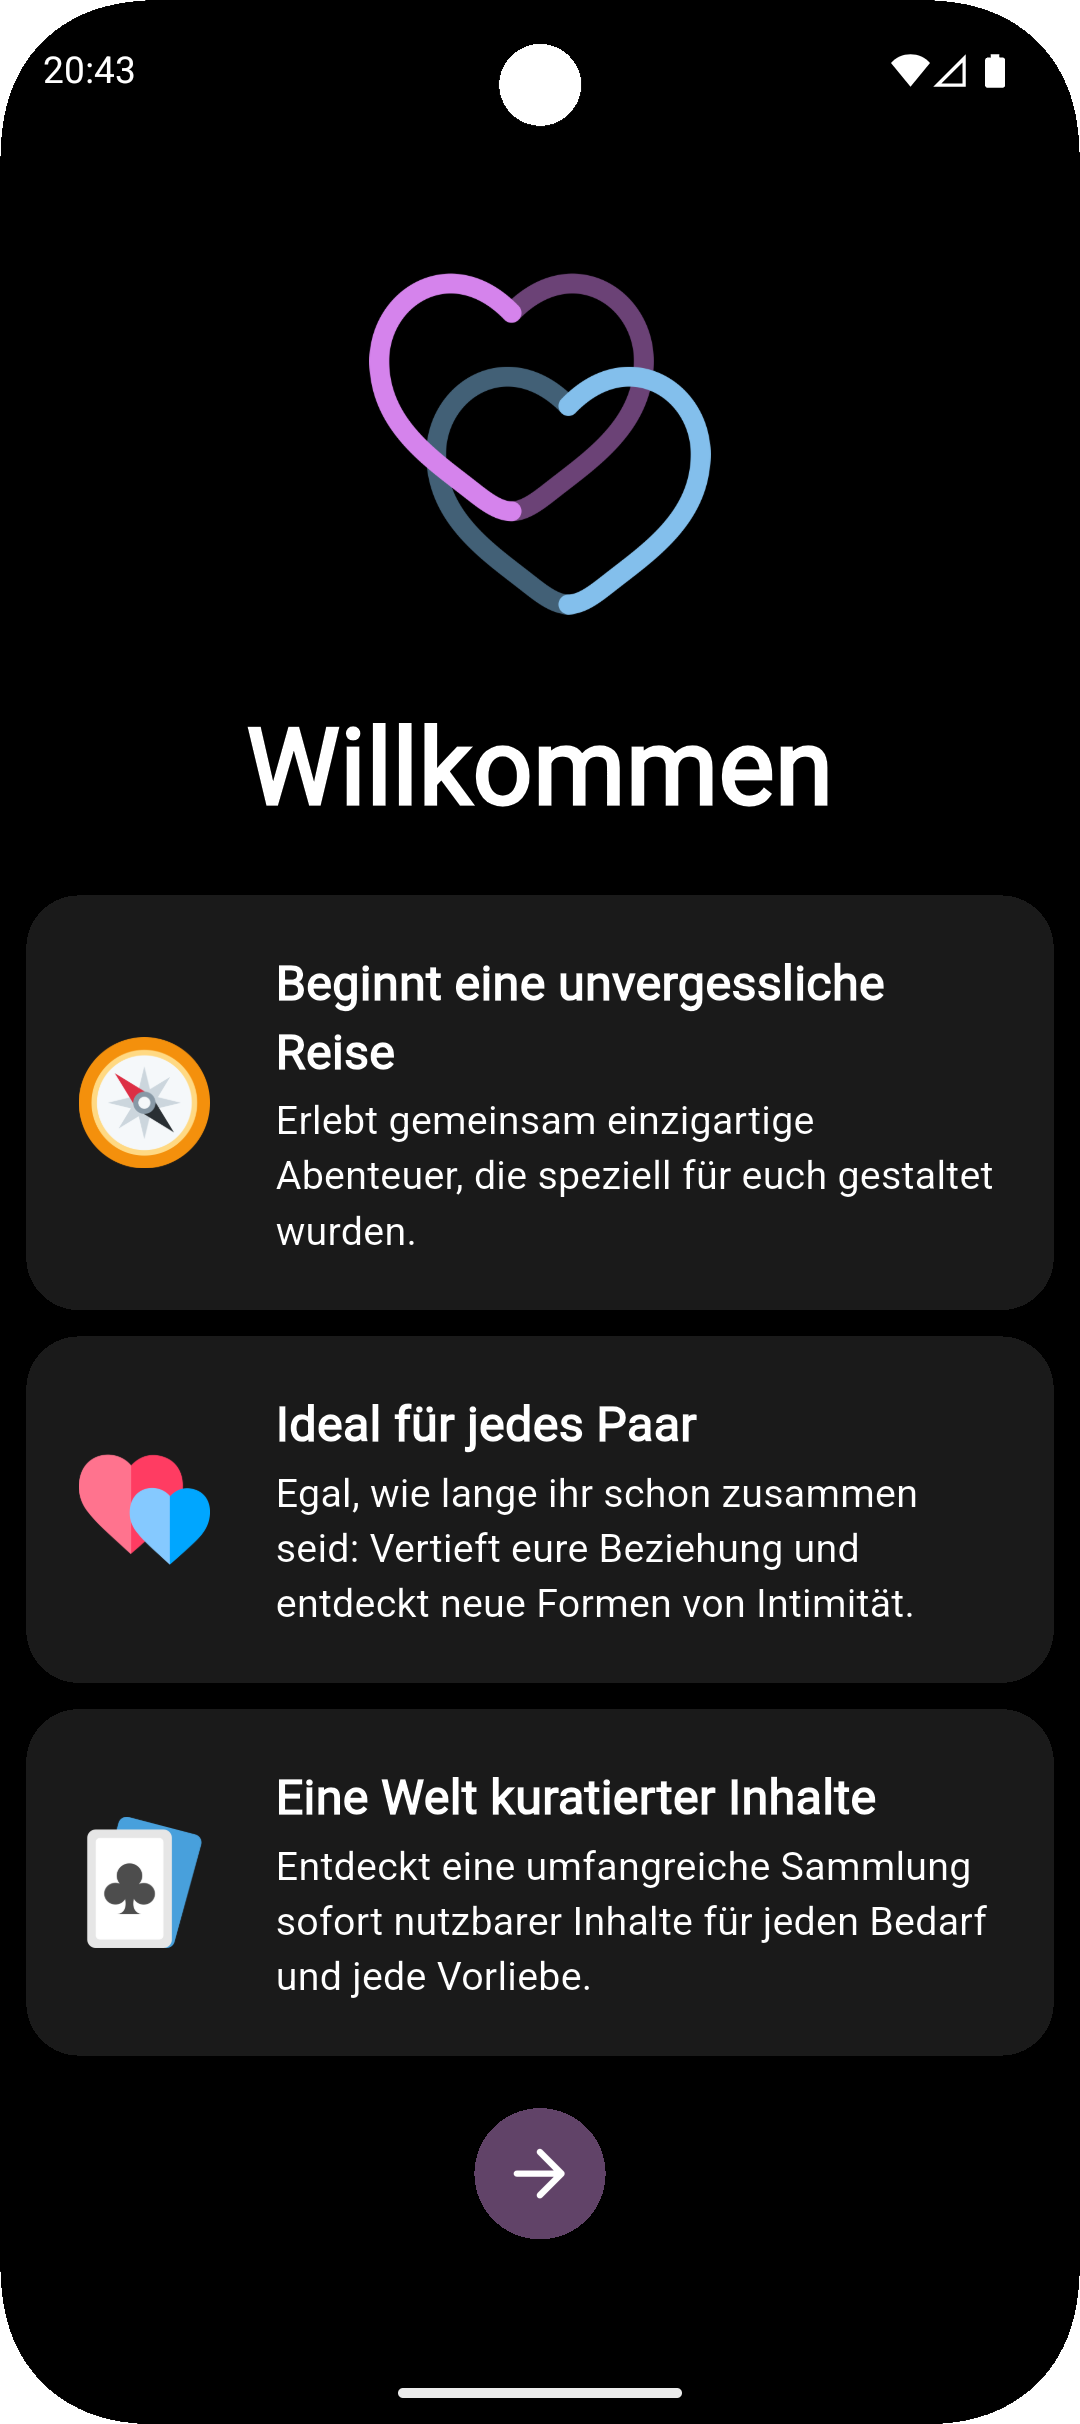 20:43
Willkommen
Beginnt eine unvergessliche
Reise
Erlebt gemeinsam einzigartige
Abenteuer, die speziell für euch gestaltet
wurden.
Ideal für jedes Paar
Egal, wie lange ihr schon zusammen
seid: Vertieft eure Beziehung und
entdeckt neue Formen von Intimität.
Eine Welt kuratierter Inhalte
Entdeckt eine umfangreiche Sammlung
sofort nutzbarer Inhalte für jeden Bedarf
und jede Vorliebe.